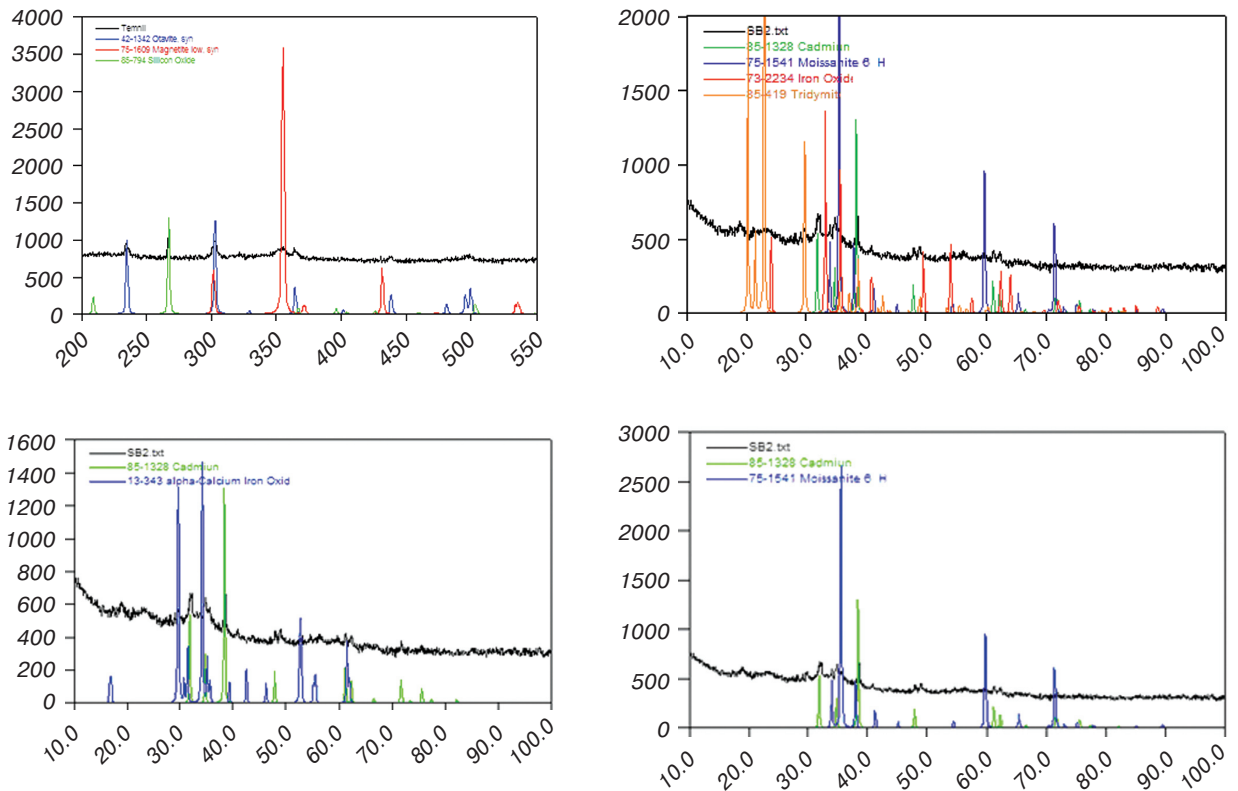 4000
3500
3000
2500
2000
1500
1000
500
0
42-1342 Otavite, syn
75-1609 Magnetite low, syn
85-794 Silicon Oxide
200 250 300 350 400 450 500 550
2000
1500
1000
500
0
SB2.txt
85-1328 Cadmiun
75-1541 Moissanite 6 H
73-2234 Iron Oxide
85-419 Tridymit
10.0 20.0 30.0 40.0 50.0 60.0 70.0 80.0 90.0 100.0
1600
1400
1200
1000
800
600
400
200
0
SB2.txt
85-1328 Cadmiun
13-343 alpha-Calcium Iron Oxid
10.0 20.0 30.0 40.0 50.0 60.0 70.0 80.0 90.0 100.0
3000
2500
2000
1500
1000
500
0
SB2.txt
85-1328 Cadmiun
75-1541 Moissanite 6 H
10.0 20.0 30.0 40.0 50.0 60.0 70.0 80.0 90.0 100.0